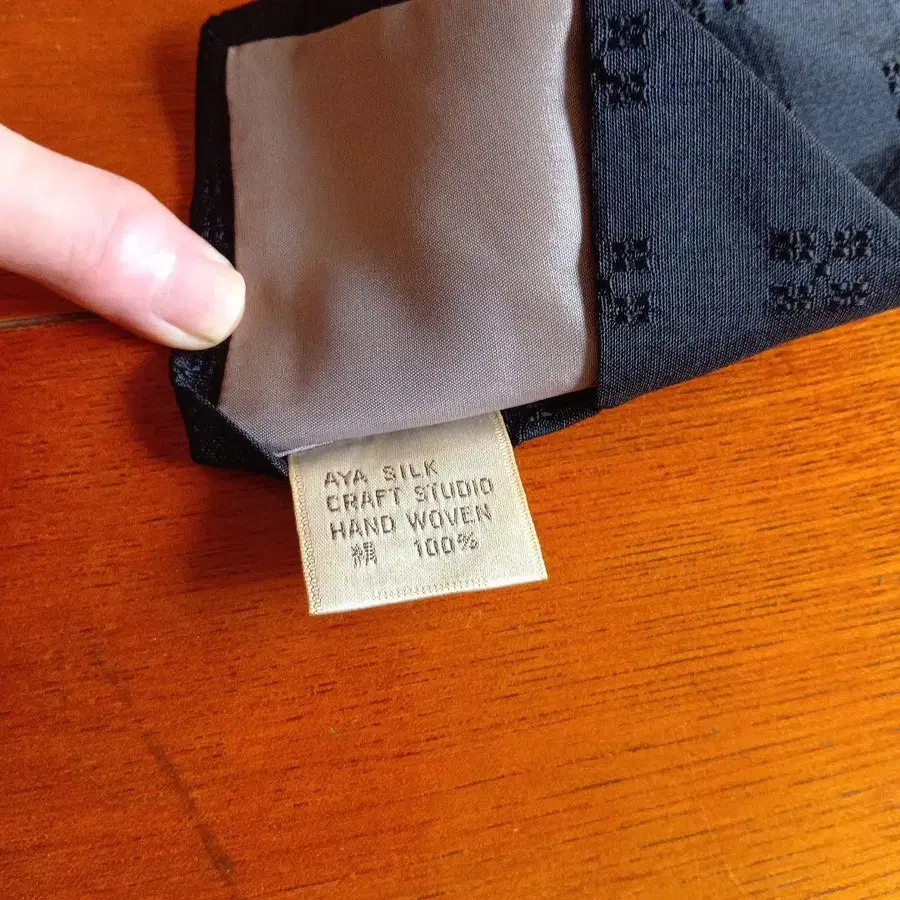 AYA SILK
CRAFT STUDIO
HAND WOVEN
絹 100%